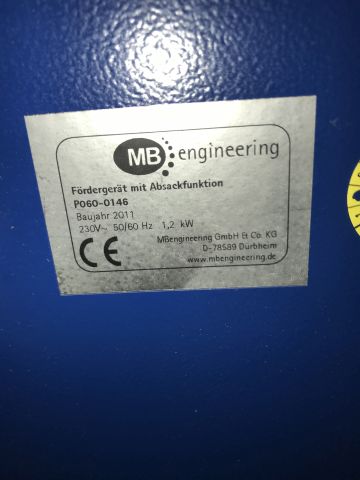 MB engineering
Fördergerät mit Absackfunktion
P060-0146
Baujahr 2011
230V~ 50/60 Hz 1,2 kW
CE
MBengineering GmbH & Co. KG
D-78589 Dürbheim
www.mbengineering.de